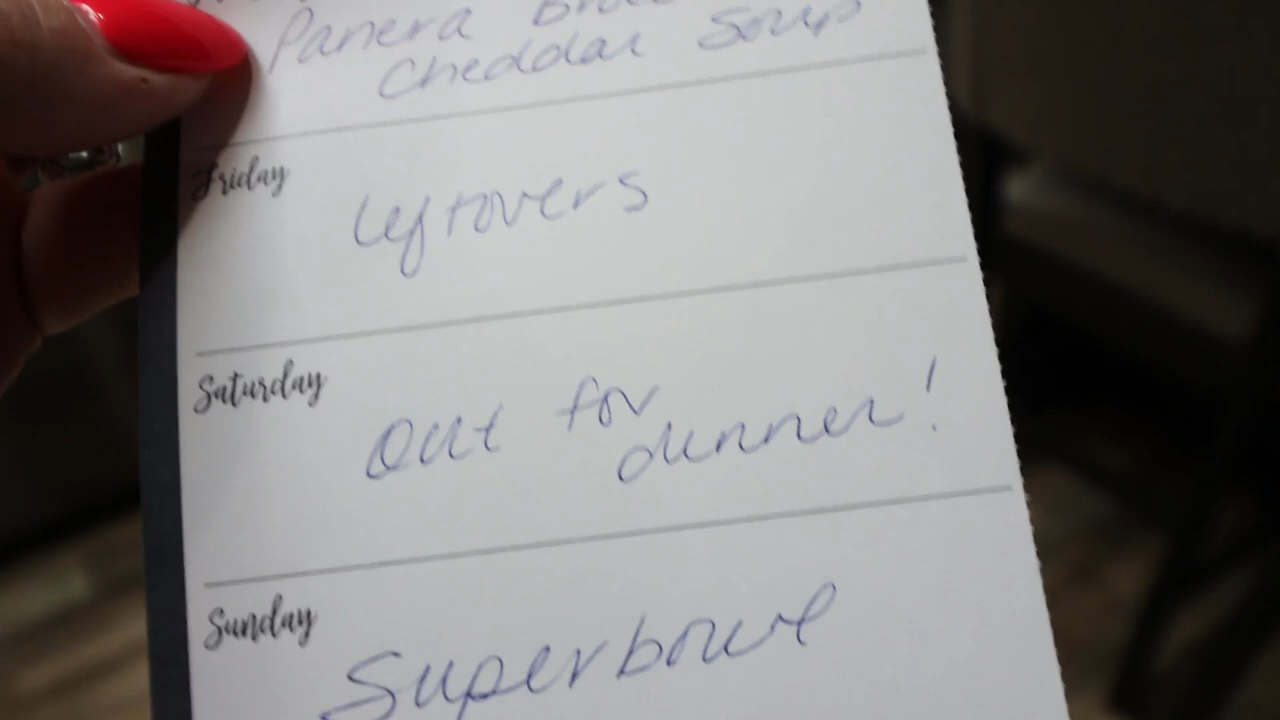 Panera
Cheddar Soup
Friday
Leftovers
Saturday
Out for
dinner!
Sunday
Superbowl